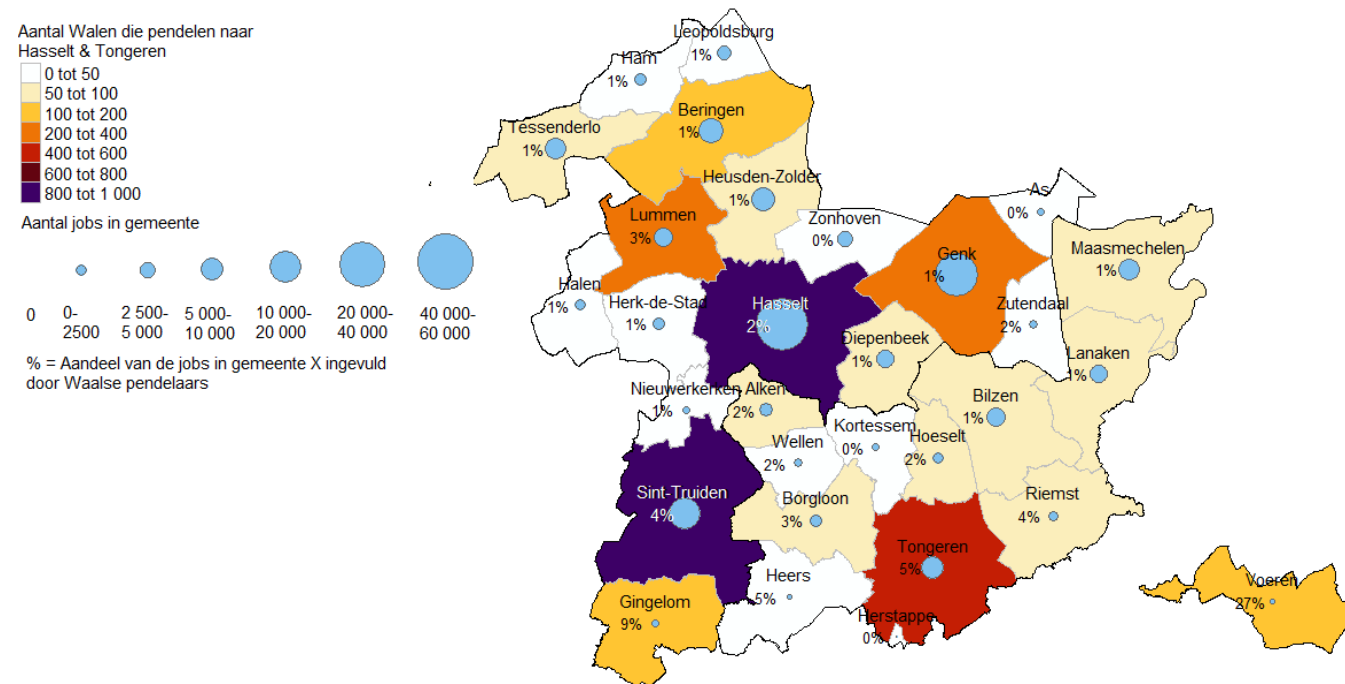 Aantal Walen die pendelen naar
Hasselt & Tongeren
0 tot 50
50 tot 100
100 tot 200
200 tot 400
400 tot 600
600 tot 800
800 tot 1 000
Aantal jobs in gemeente
0
0-
2500
2 500-
5 000
5 000-
10 000
10 000-
20 000
20 000-
40 000
40 000-
60 000
% = Aandeel van de jobs in gemeente X ingevuld
door Waalse pendelaars
Leopoldsburg
1%
Ham
1%
Beringen
1%
Tessenderlo
1%
Heusden-Zolder
1%
As
0%
Lummen
3%
Zonhoven
0%
Genk
1%
Maasmechelen
1%
Halen
1%
Herk-de-Stad
1%
Hasselt
2%
Zutendaal
2%
Diepenbeek
1%
Lanaken
1%
Nieuwerkerken
1%
Alken
2%
Bilzen
1%
Kortessem
0%
Hoeselt
2%
Wellen
2%
Sint-Truiden
4%
Borgloon
3%
Riemst
4%
Tongeren
5%
Heers
5%
Voeren
27%
Gingelom
9%
Herstappe
0%